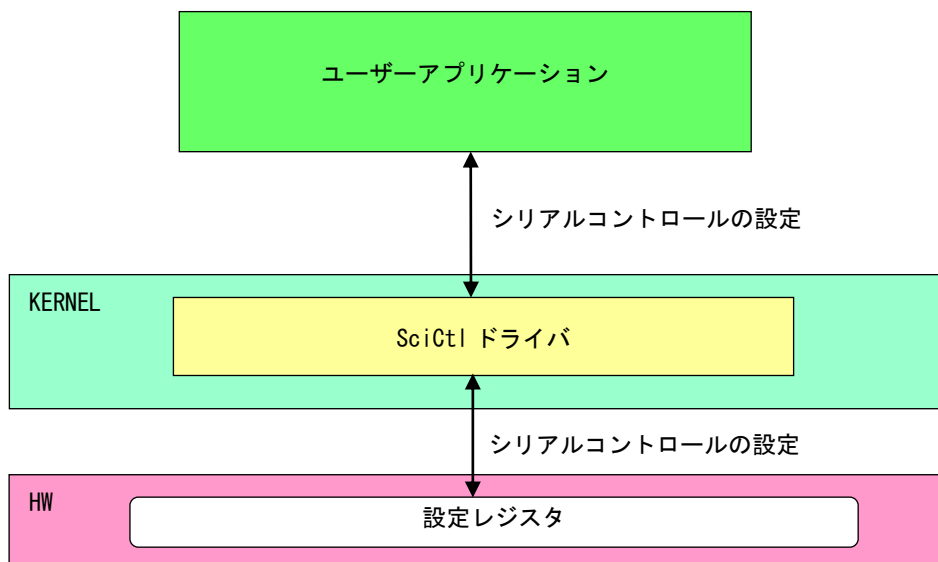 ユーザーアプリケーション
シリアルコントロールの設定
KERNEL
SciCtl ドライバ
シリアルコントロールの設定
HW
設定レジスタ